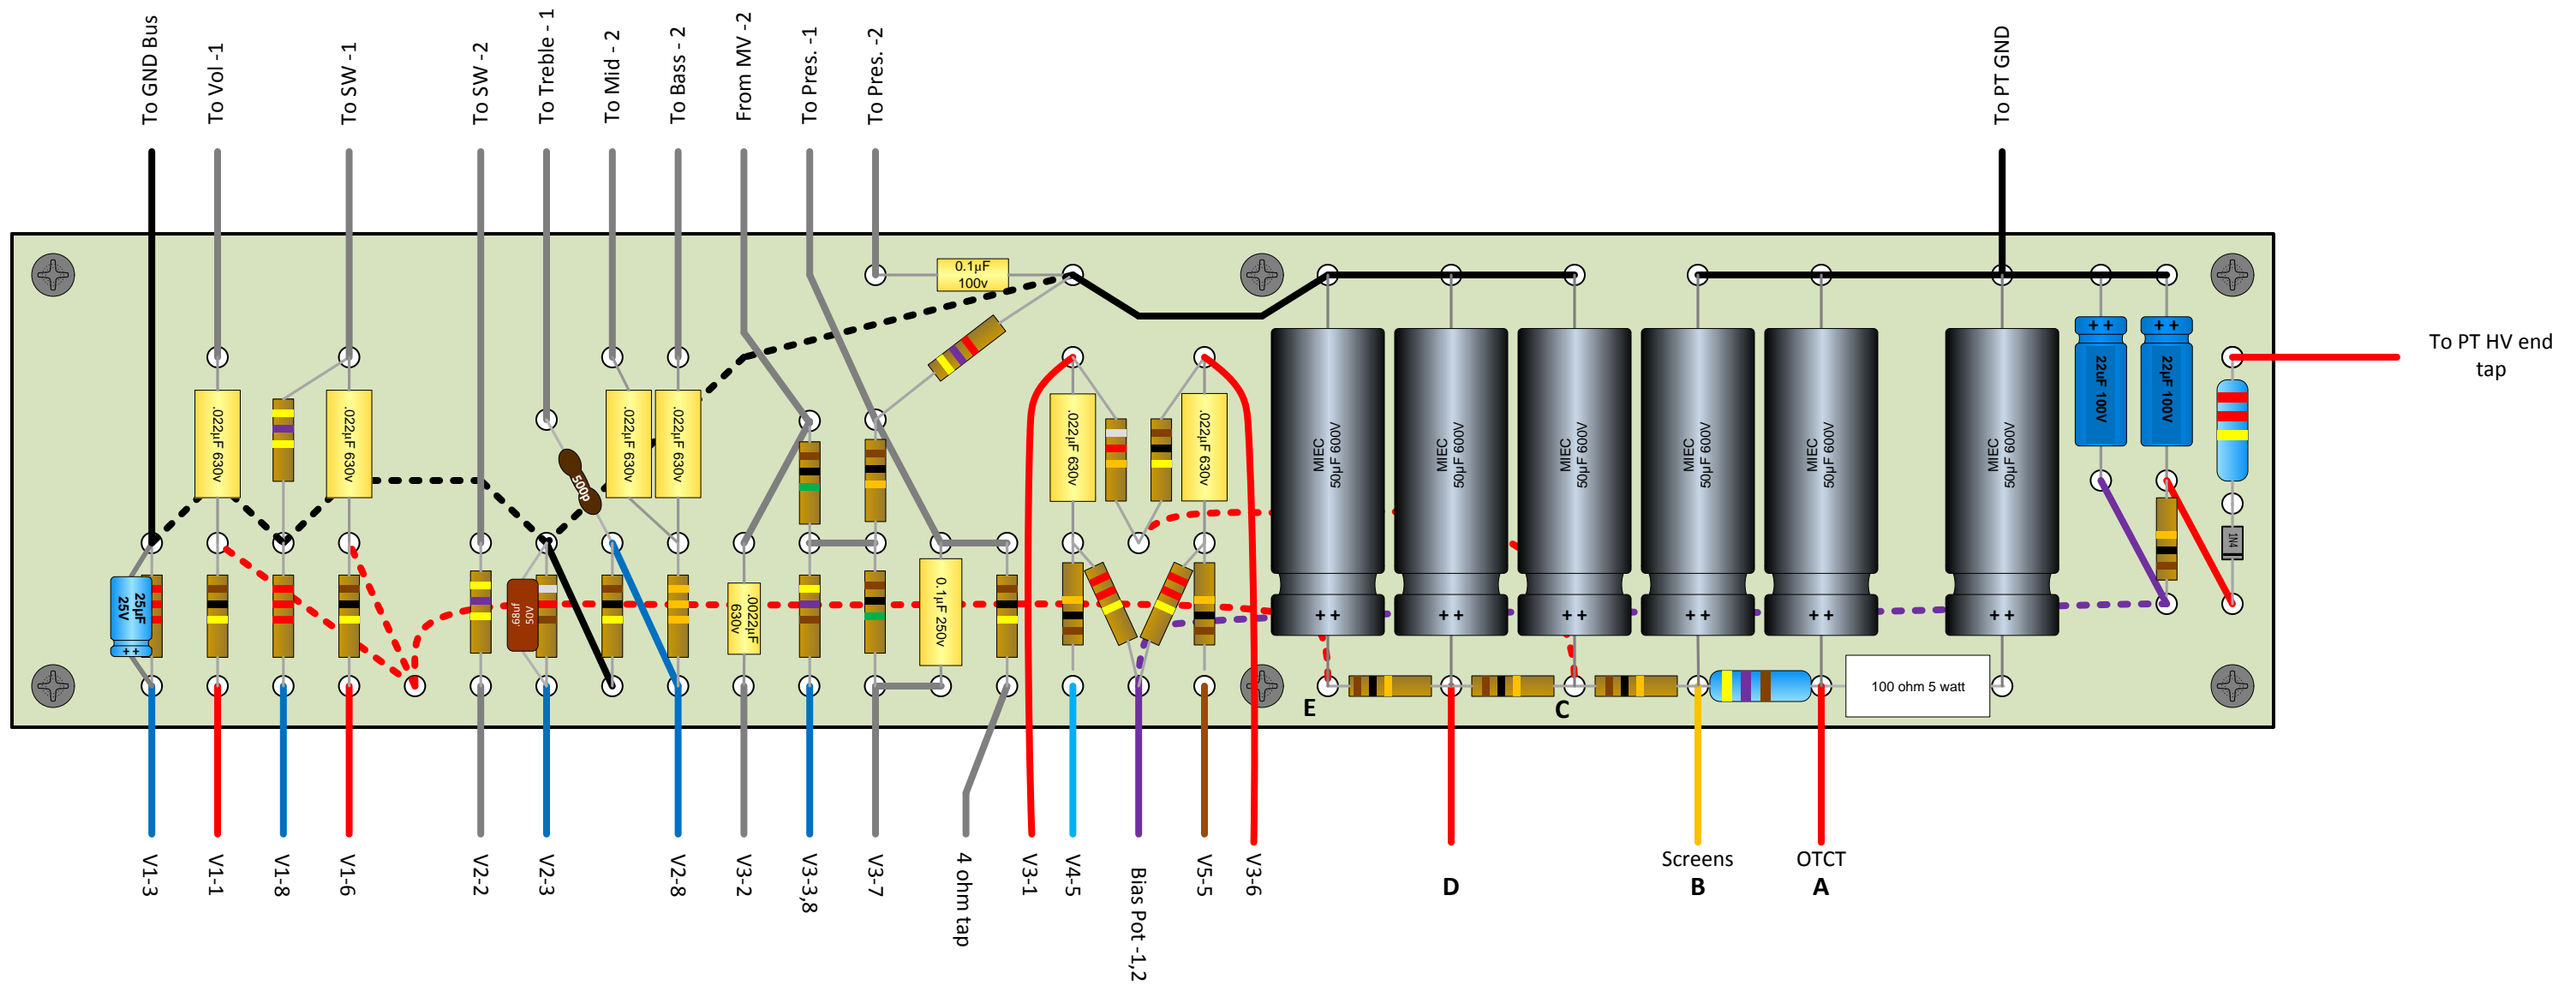 To GND Bus
To Vol -1
To SW -1
To SW -2
To Treble - 1
To Mid - 2
To Bass - 2
From MV -2
To Pres. -1
To Pres. -2
To PT GND
0.1µF
100v
To PT HV end
tap
.022µF 630v
.022µF 630v
500p
.022µF 630v
.022µF 630v
.022µF 630v
.022µF 630v
MIEC
50µF 600V
MIEC
50µF 600V
MIEC
50µF 600V
MIEC
50µF 600V
MIEC
50µF 600V
MIEC
50µF 600V
++
22uF 100V
++
22µF 100V
1N4
25µF
25V
++
.68uF
50V
.0022µF
630v
0.1µF 250v
++
++
++
++
++
++
100 ohm 5 watt
E
C
V1-3
V1-1
V1-8
V1-6
V2-2
V2-3
V2-8
V3-2
V3-3,8
V3-7
4 ohm tap
V3-1
V4-5
Bias Pot -1,2
V5-5
V3-6
D
Screens
B
OTCT
A